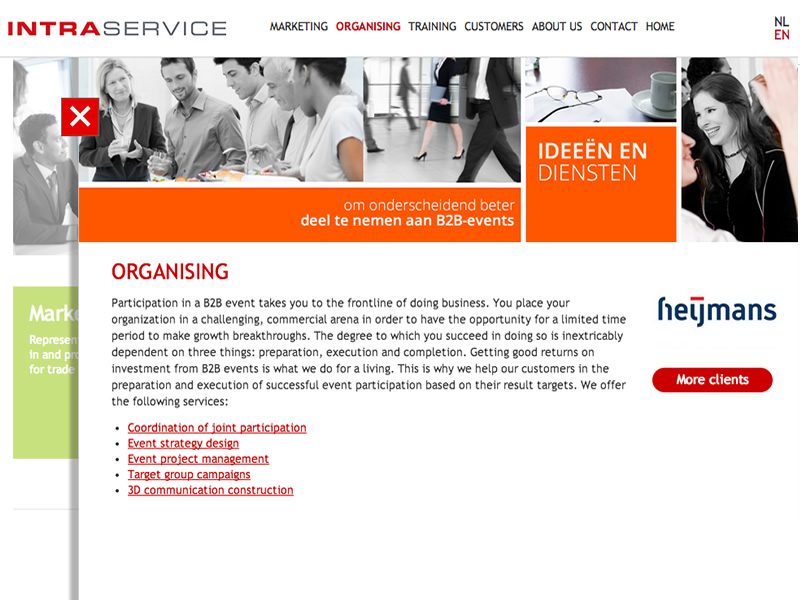 INTRASERVICE
MARKETING ORGANISING TRAINING CUSTOMERS ABOUT US CONTACT HOME
NL
EN
IDEEËN EN
DIENSTEN
om onderscheidend beter
deel te nemen aan B2B-events
ORGANISING
Participation in a B2B event takes you to the frontline of doing business. You place your
organization in a challenging, commercial arena in order to have the opportunity for a limited time
period to make growth breakthroughs. The degree to which you succeed in doing so is inextricably
dependent on three things: preparation, execution and completion. Getting good returns on
investment from B2B events is what we do for a living. This is why we help our customers in the
preparation and execution of successful event participation based on their result targets. We offer
the following services:
• Coordination of joint participation
• Event strategy design
• Event project management
• Target group campaigns
• 3D communication construction
heijmans
More clients
Marke
Represen
in and pro
for trade